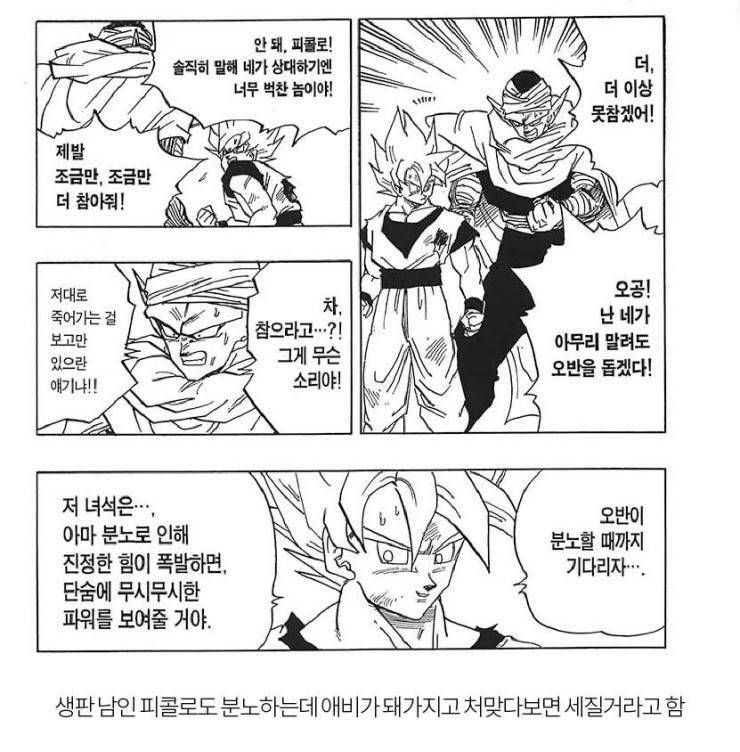 더,
더 이상
못참겠어!
오공!
난 네가
아무리 말려도
오반을 돕겠다!
안 돼, 피콜로!
솔직히 말해 네가 상대하기엔
너무 벅찬 놈이야!
제발
조금만, 조금만
더 참아줘!
차,
참으라고…?!
그게 무슨
소리야!
저대로
죽어가는 걸
보고만
있으란
얘기냐!!
오반이
분노할 때까지
기다리자….
저 녀석은…,
아마 분노로 인해
진정한 힘이 폭발하면,
단숨에 무시무시한
파워를 보여줄 거야.
생판 남인 피콜로도 분노하는데 애비가 돼가지고 처맞다보면 세질거라고 함